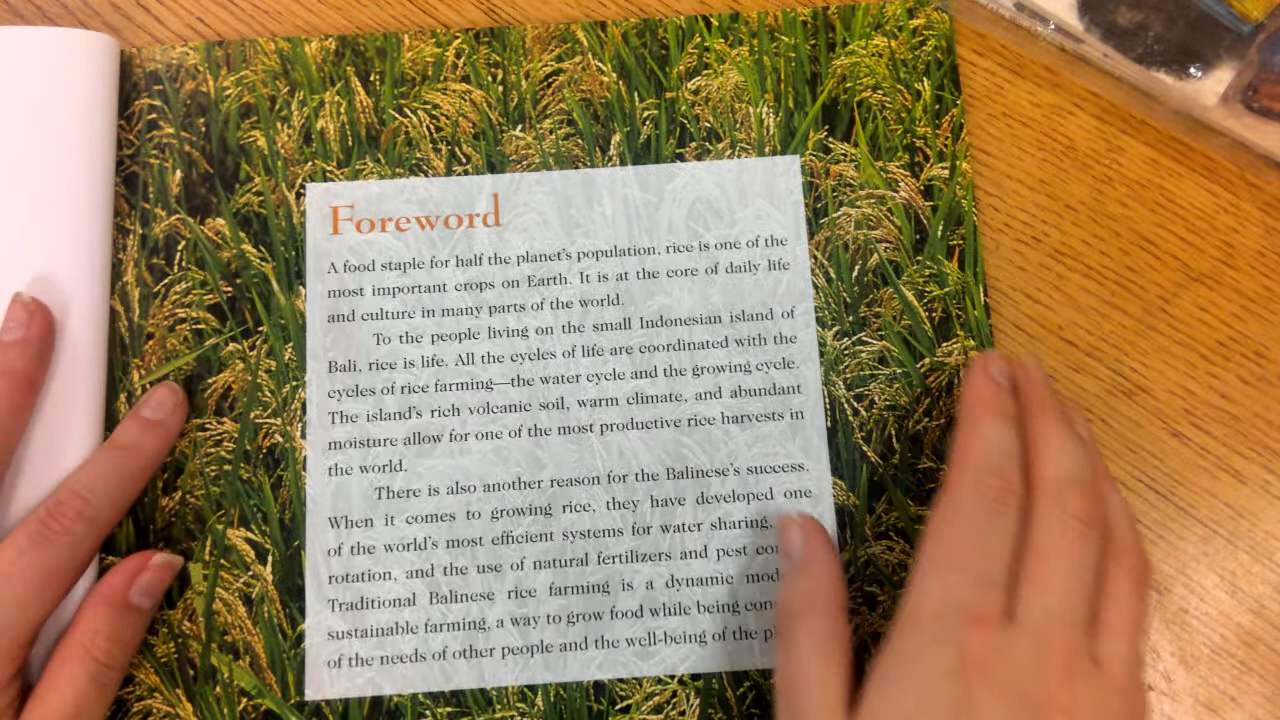 Foreword
A food staple for half the planet's population, rice is one of the
most important crops on Earth. It is at the core of daily life
and culture in many parts of the world.
To the people living on the small Indonesian island of
Bali, rice is life. All the cycles of life are coordinated with the
cycles of rice farming—the water cycle and the growing cycle.
The island's rich volcanic soil, warm climate, and abundant
moisture allow for one of the most productive rice harvests in
the world.
There is also another reason for the Balinese's success.
When it comes to growing rice, they have developed one
of the world's most efficient systems for water sharing,
rotation, and the use of natural fertilizers and pest
Traditional Balinese rice farming is a dynamic
sustainable farming, a way to grow food while being
of the needs of other people and the well-being of the